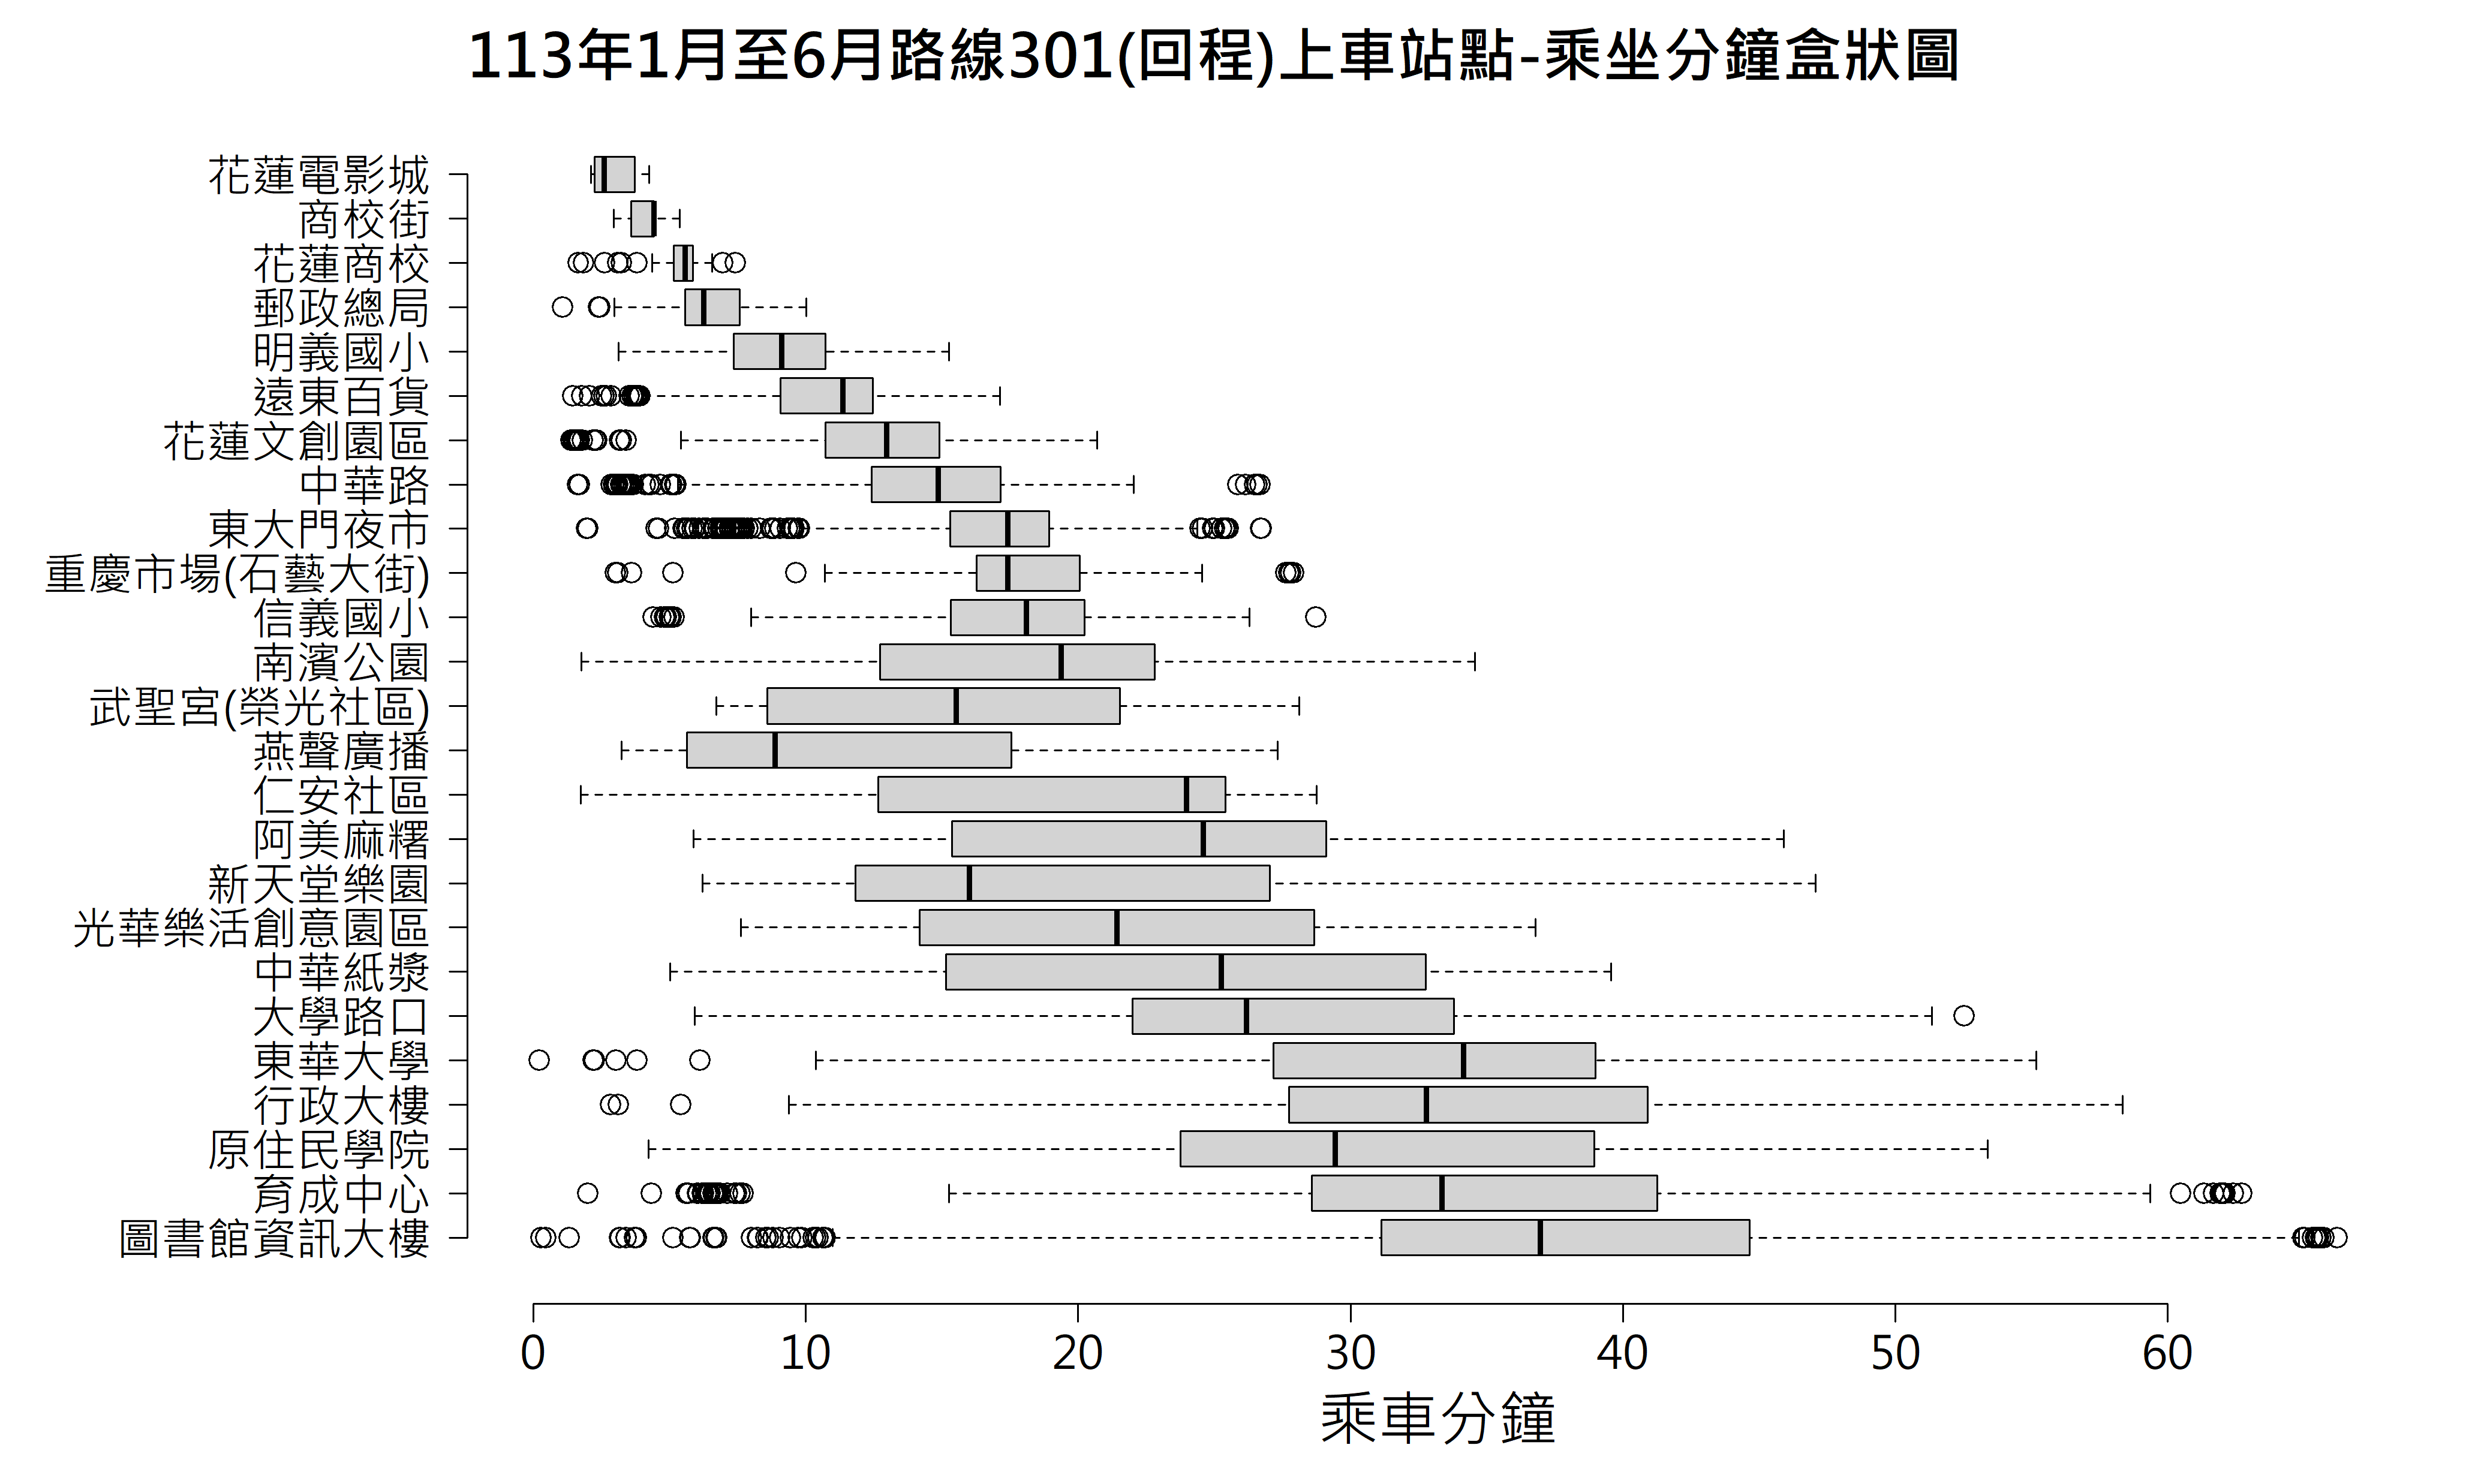 113年1月至6月路線301(回程)上車站點-乘坐分鐘盒狀圖
花蓮電影城
商校街
花蓮商校
郵政總局
明義國小
遠東百貨
花蓮文創園區
中華路
東大門夜市
重慶市場(石藝大街)
信義國小
南濱公園
武聖宮(榮光社區)
燕聲廣播
仁安社區
阿美麻糬
新天堂樂園
光華樂活創意園區
中華紙漿
大學路口
東華大學
行政大樓
原住民學院
育成中心
圖書館資訊大樓
0 10 20 30 40 50 60
乘車分鐘